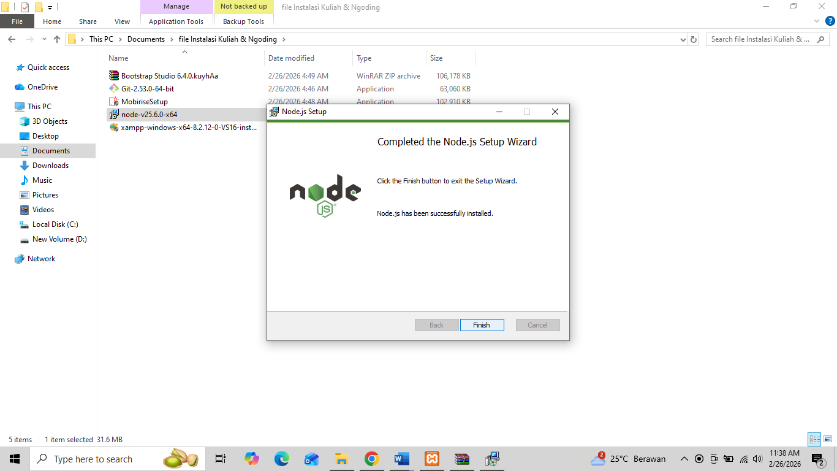 Manage Not backed up file Instalasi Kuliah & Ngoding
File Home Share View Application Tools Backup Tools
This PC Documents file Instalasi Kuliah & Ngoding Search file Instalasi Kuliah & ...
Name Date modified Type Size
Quick access
OneDrive
This PC
3D Objects
Desktop
Documents
Downloads
Music
Pictures
Videos
Local Disk (C:)
New Volume (D:)
Network
Bootstrap Studio 6.4.0.kuyhAa 2/26/2026 4:49 AM WinRAR ZIP archive 106,178 KB
Git-2.53.0-64-bit 2/26/2026 4:46 AM Application 63,060 KB
MobiriseSetup 2/26/2026 4:48 AM Application 102,910 KB
node-v25.6.0-x64
xampp-windows-x64-8.2.12-0-VS16-inst...
Node.js Setup
Completed the Node.js Setup Wizard
Click the Finish button to exit the Setup Wizard.
Node.js has been successfully installed.
node
JS
Back Finish Cancel
5 items 1 item selected 31.6 MB
Type here to search
2
25°C Berawan
11:38 AM
2/26/2026
2